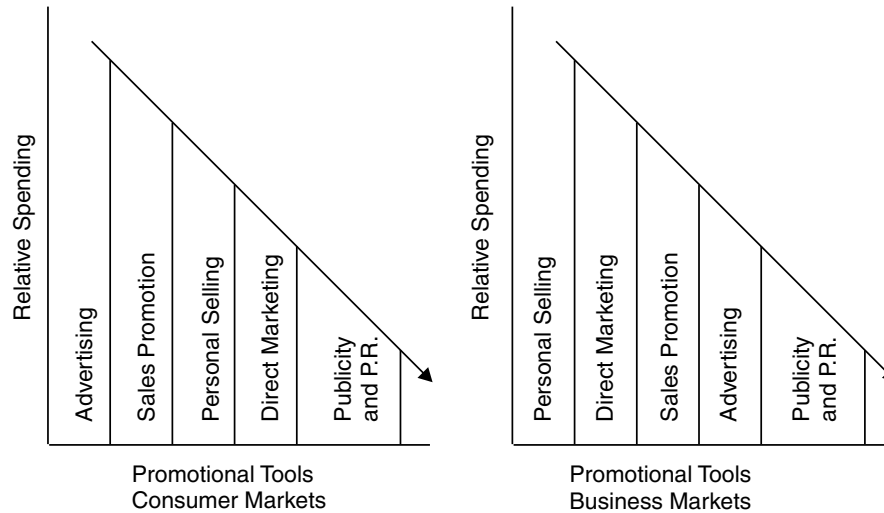 Relative Spending
Advertising
Sales Promotion
Personal Selling
Direct Marketing
Publicity
and P.R.
Promotional Tools
Consumer Markets
Relative Spending
Personal Selling
Direct Marketing
Sales Promotion
Advertising
Publicity
and P.R.
Promotional Tools
Business Markets